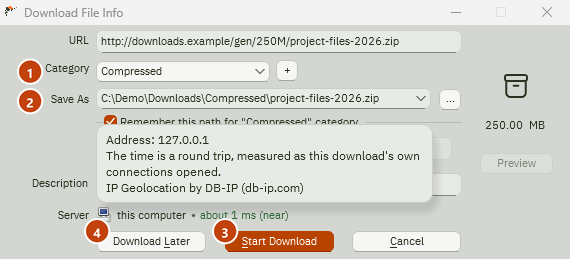 Download File Info
URL http://downloads.example/gen/250M/project-files-2026.zip
1 Category Compressed +
2 Save As C:\Demo\Downloads\Compressed\project-files-2026.zip ...
Remember this path for "Compressed" category
250.00 MB
Address: 127.0.0.1
The time is a round trip, measured as this download's own
connections opened.
IP Geolocation by DB-IP (db-ip.com)
Preview
Description
Server this computer • about 1 ms (near)
4 Download Later 3 Start Download Cancel